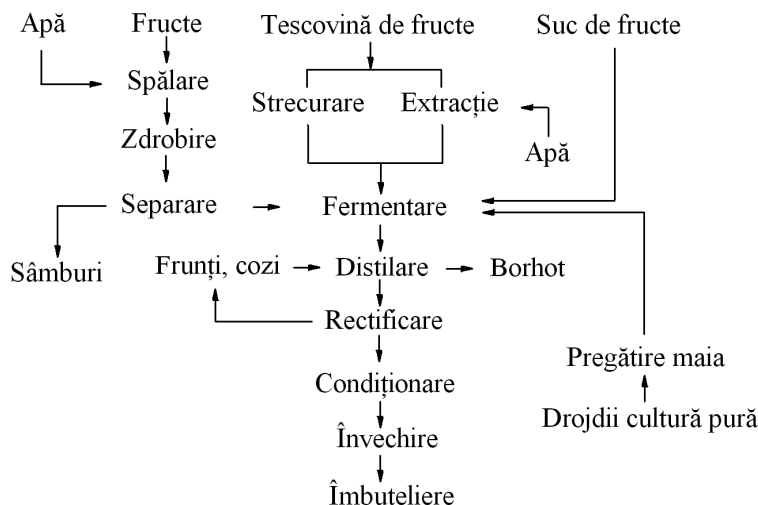 Apă
Fructe
Tescovină de fructe
Suc de fructe
Spălare
Strecurare
Extracție
Zdrobire
Apă
Separare
Fermentare
Sâmburi
Frunți, cozi
Distilare
Borhot
Rectificare
Pregătire maia
Condiționare
Drojdii cultură pură
Învechire
Îmbuteliere